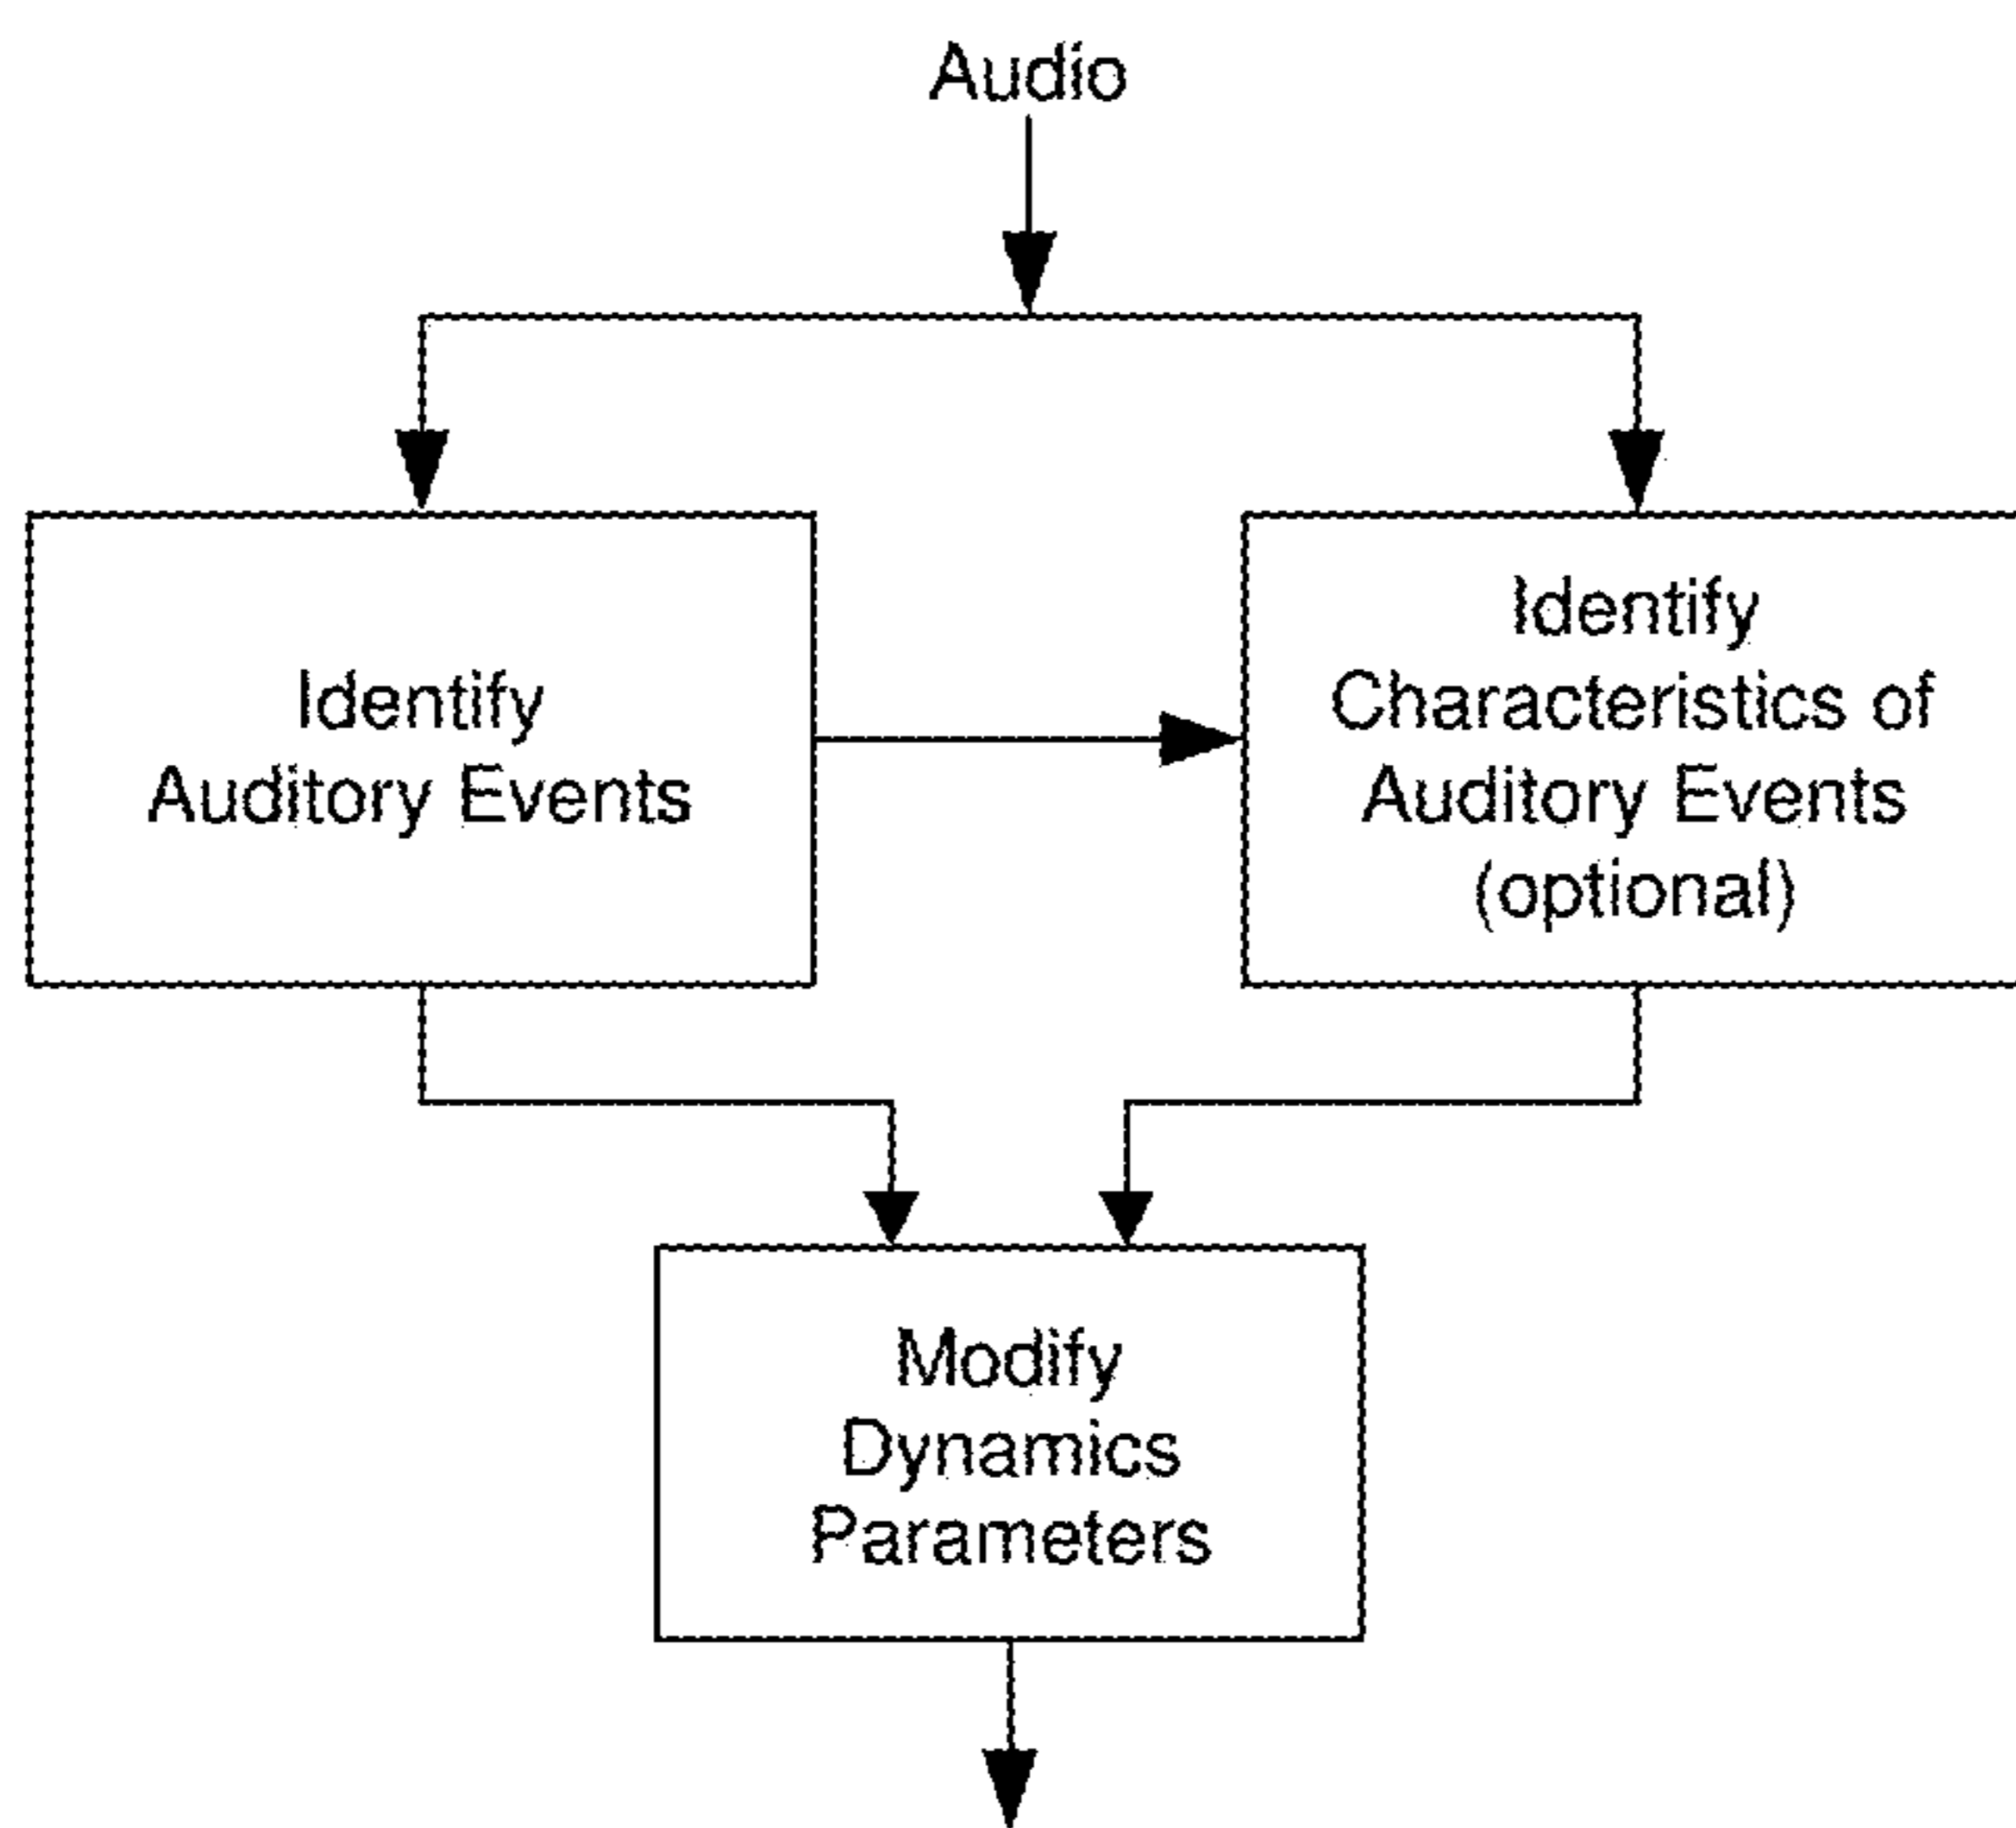 Audio
Identify
Auditory Events
Identify
Characteristics of
Auditory Events
(optional)
Modify
Dynamics
Parameters